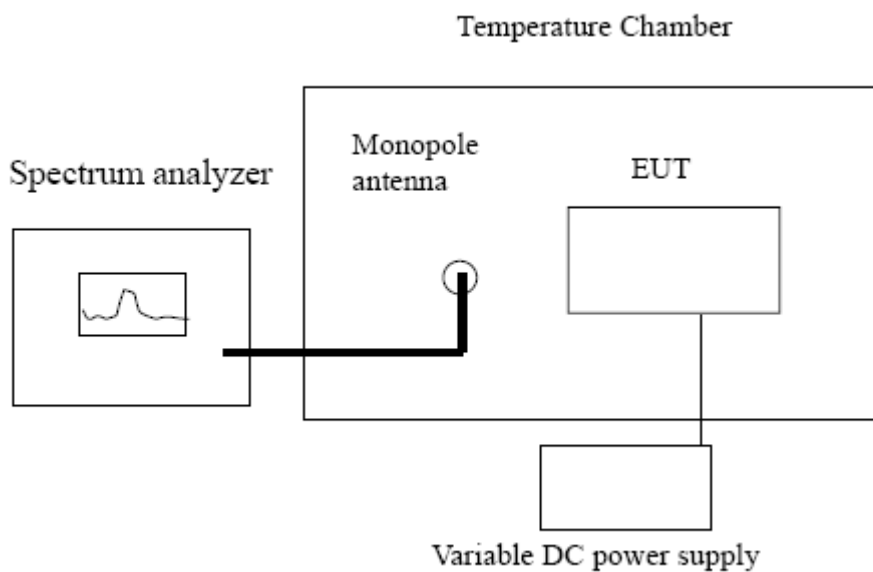 Temperature Chamber
Monopole
antenna
EUT
Spectrum analyzer
Variable DC power supply